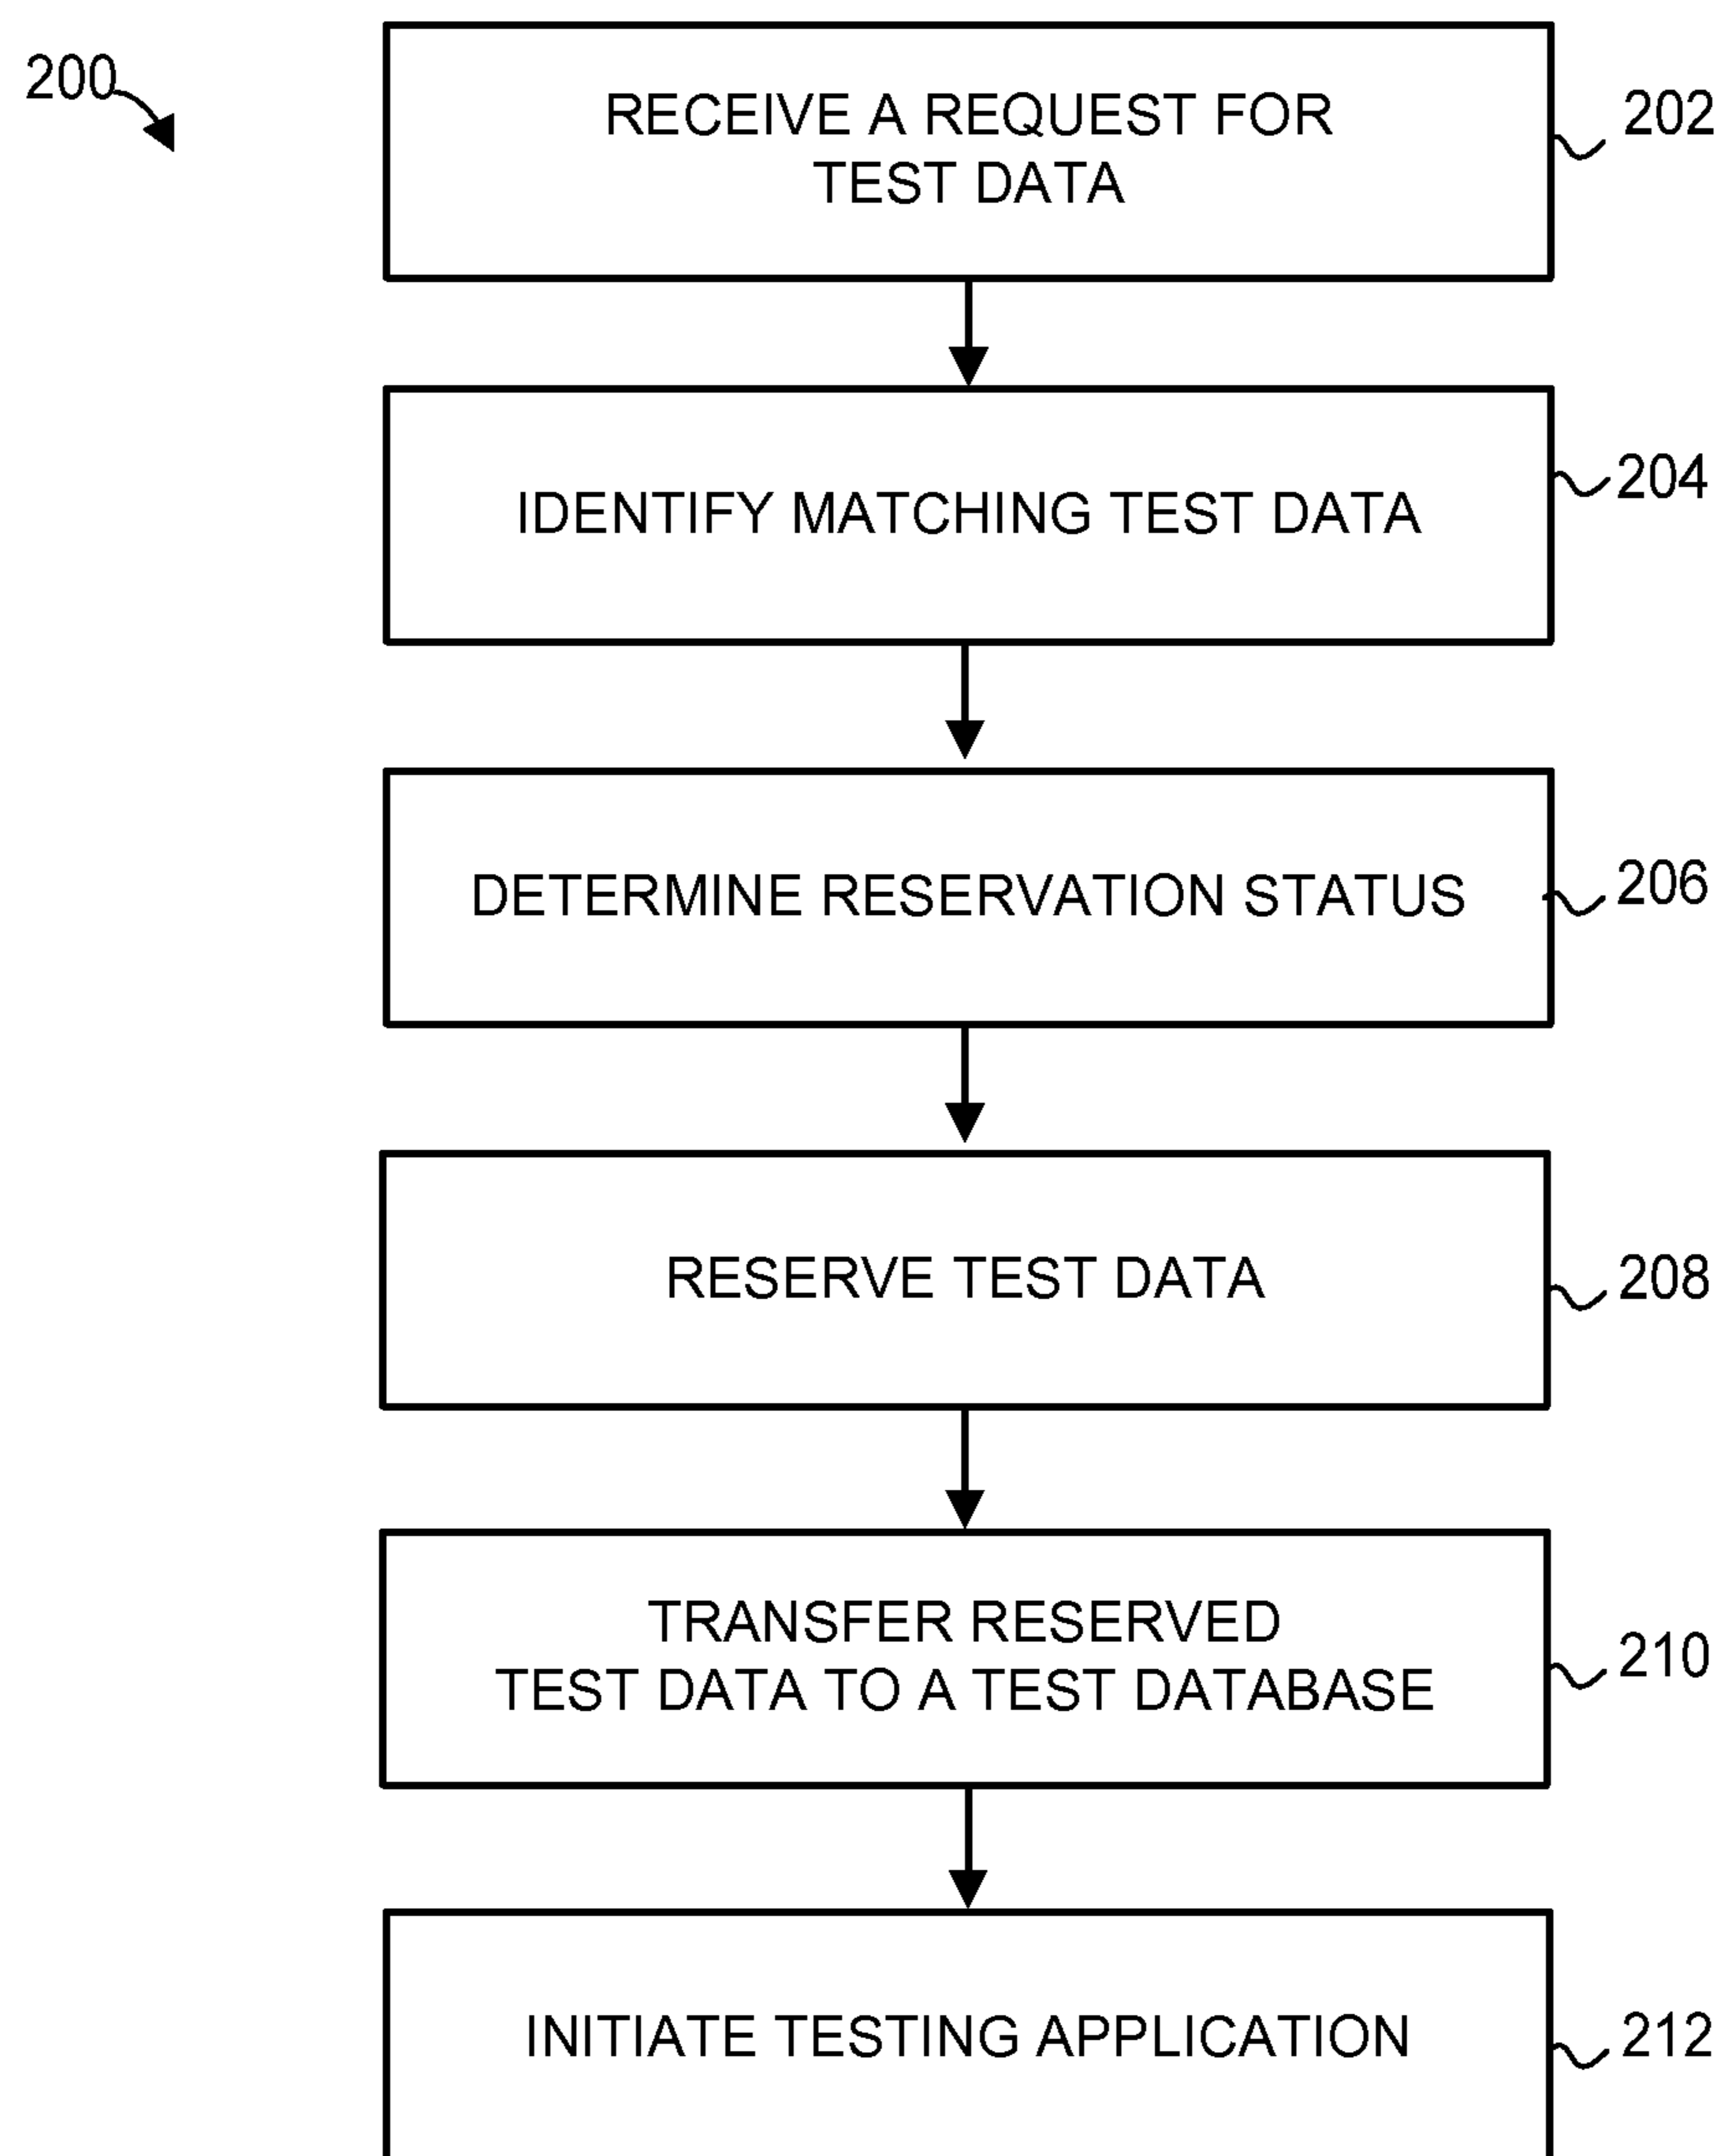 200
RECEIVE A REQUEST FOR
TEST DATA
202
IDENTIFY MATCHING TEST DATA
204
DETERMINE RESERVATION STATUS
206
RESERVE TEST DATA
208
TRANSFER RESERVED
TEST DATA TO A TEST DATABASE
210
INITIATE TESTING APPLICATION
212